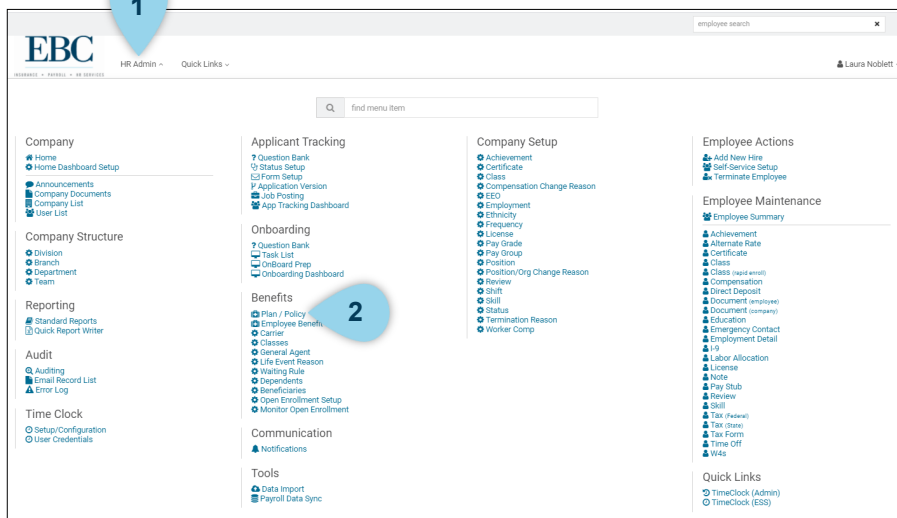 1
employee search ×
EBC
INSURANCE • PAYROLL • HR SERVICES
HR Admin
Quick Links
Laura Noblett
find menu item
Company
Home
Home Dashboard Setup
Announcements
Company Documents
Company List
User List
Company Structure
Division
Branch
Department
Team
Reporting
Standard Reports
Quick Report Writer
Audit
Auditing
Email Record List
Error Log
Time Clock
Setup/Configuration
User Credentials
Applicant Tracking
? Question Bank
Status Setup
Form Setup
Application Version
Job Posting
App Tracking Dashboard
Onboarding
? Question Bank
Task List
OnBoard Prep
Onboarding Dashboard
Benefits
Plan / Policy
2
Employee Benefit
Carrier
Classes
General Agent
Life Event Reason
Waiting Rule
Dependents
Beneficiaries
Open Enrollment Setup
Monitor Open Enrollment
Communication
Notifications
Tools
Data Import
Payroll Data Sync
Company Setup
Achievement
Certificate
Class
Compensation Change Reason
EEO
Employment
Ethnicity
Frequency
License
Pay Grade
Pay Group
Position
Position/Org Change Reason
Review
Shift
Skill
Status
Termination Reason
Worker Comp
Employee Actions
Add New Hire
Self-Service Setup
Terminate Employee
Employee Maintenance
Employee Summary
Achievement
Alternate Rate
Certificate
Class
Class (rapid enroll)
Compensation
Direct Deposit
Document (employee)
Document (company)
Education
Emergency Contact
Employment Detail
I-9
Labor Allocation
License
Note
Pay Stub
Review
Skill
Tax (Federal)
Tax (State)
Tax Form
Time Off
W4s
Quick Links
TimeClock (Admin)
TimeClock (ESS)